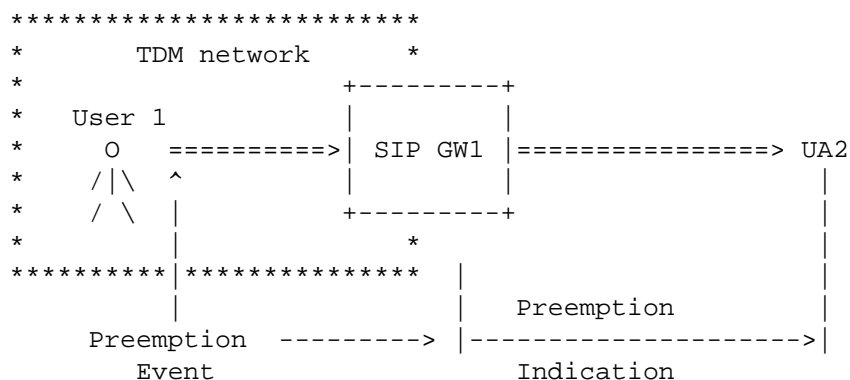 **************************
*       TDM network      *
*                    +---------+
*   User 1           |         |
*     O   ==========>| SIP GW1 |================> UA2
*    /|\  ^          |         |                   |
*    / \  |          +---------+                   |
*         |              *                         |
**********|***************  |                      |
          |                 |   Preemption         |
     Preemption  ---------> |--------------------->|
        Event                   Indication